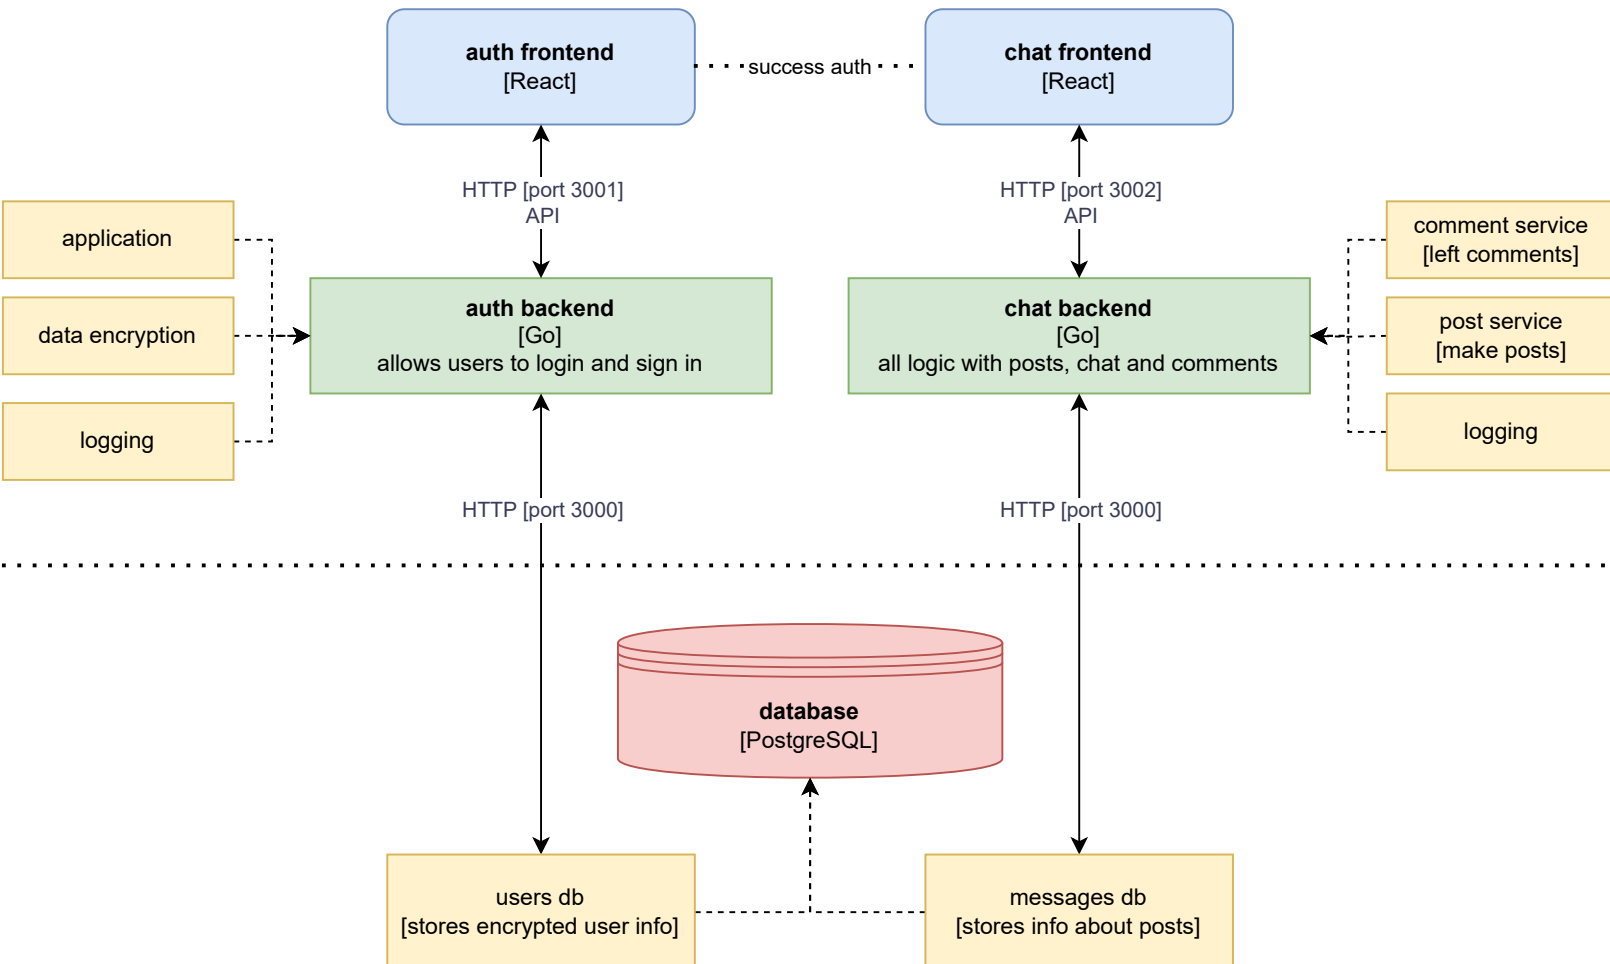 auth frontend
[React]
success auth
chat frontend
[React]
HTTP [port 3001]
API
HTTP [port 3002]
API
application
data encryption
logging
auth backend
[Go]
allows users to login and sign in
chat backend
[Go]
all logic with posts, chat and comments
comment service
[left comments]
post service
[make posts]
logging
HTTP [port 3000]
HTTP [port 3000]
database
[PostgreSQL]
users db
[stores encrypted user info]
messages db
[stores info about posts]